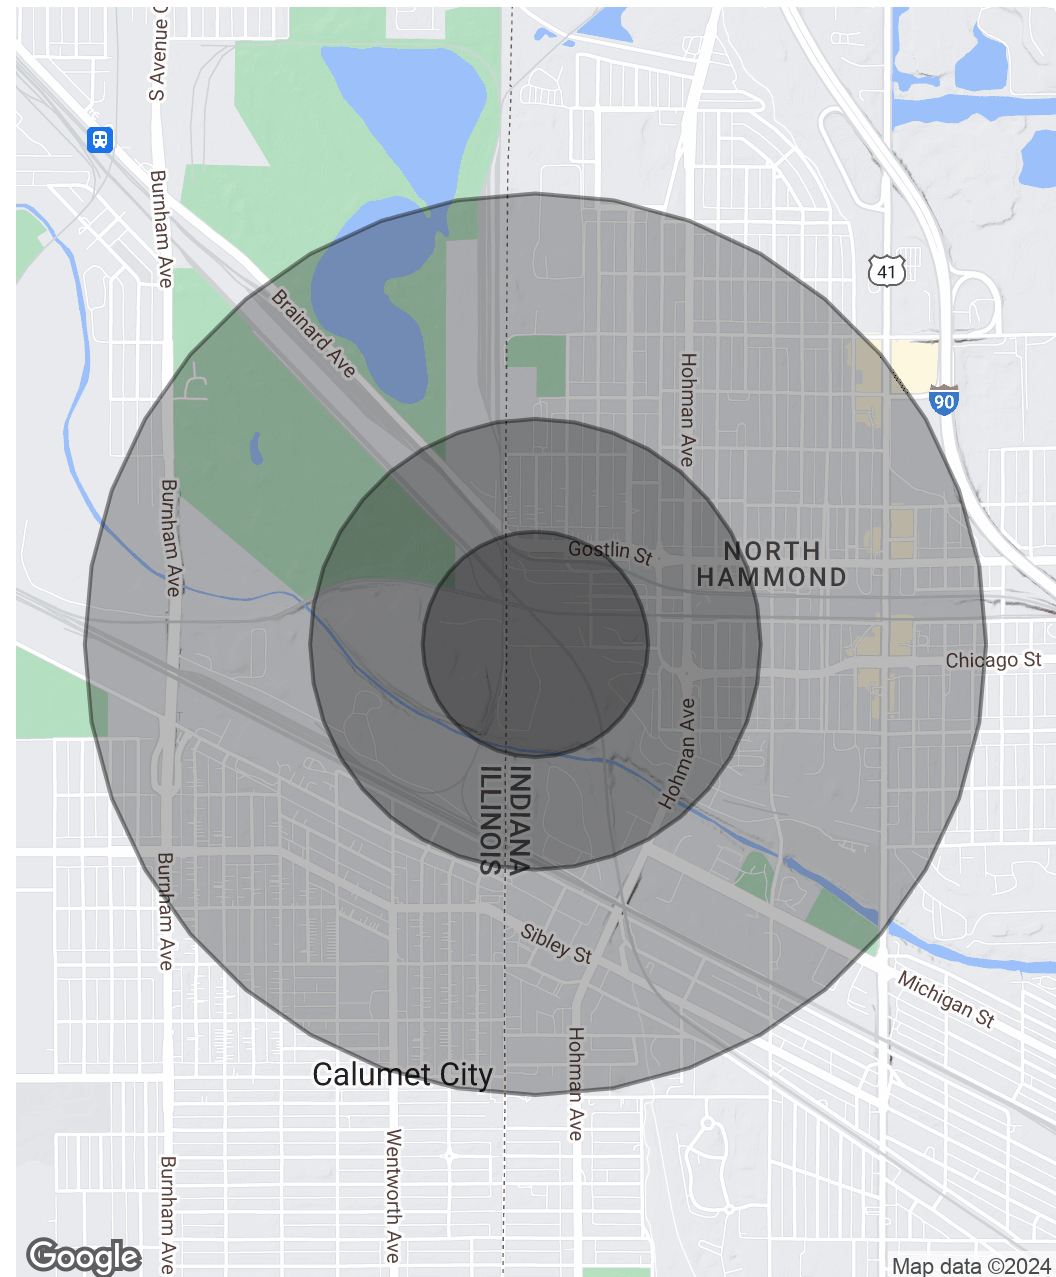 S Avenue O
Burnham Ave
41
Brainard Ave
Hohman Ave
90
Burnham Ave
Gostlin St
NORTH
HAMMOND
Chicago St
Hohman Ave
INDIANA
ILLINOIS
Burnham Ave
Sibley St
Michigan St
Calumet City
Hohman Ave
Wentworth Ave
Burnham Ave
Google
Map data ©2024